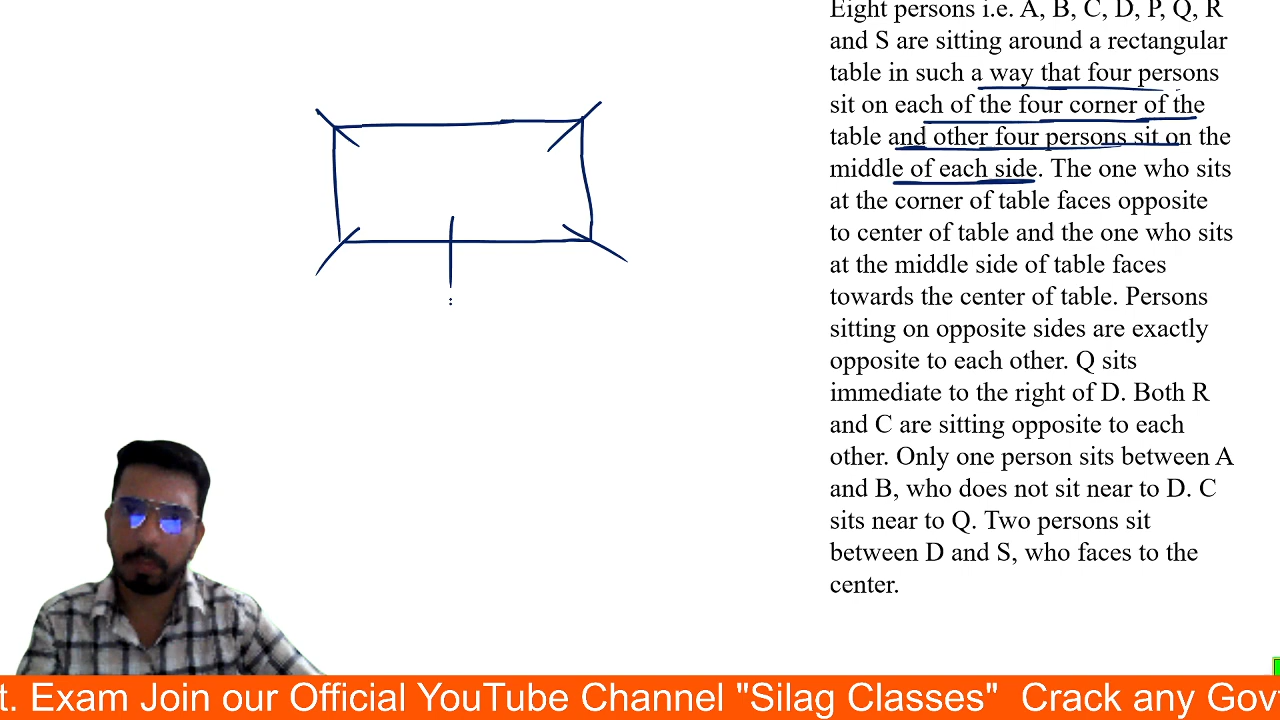 Eight persons i.e. A, B, C, D, P, Q, R
and S are sitting around a rectangular
table in such a way that four persons
sit on each of the four corner of the
table and other four persons sit on the
middle of each side. The one who sits
at the corner of table faces opposite
to center of table and the one who sits
at the middle side of table faces
towards the center of table. Persons
sitting on opposite sides are exactly
opposite to each other. Q sits
immediate to the right of D. Both R
and C are sitting opposite to each
other. Only one person sits between A
and B, who does not sit near to D. C
sits near to Q. Two persons sit
between D and S, who faces to the
center.
t. Exam Join our Official YouTube Channel "Silag Classes" Crack any Gov